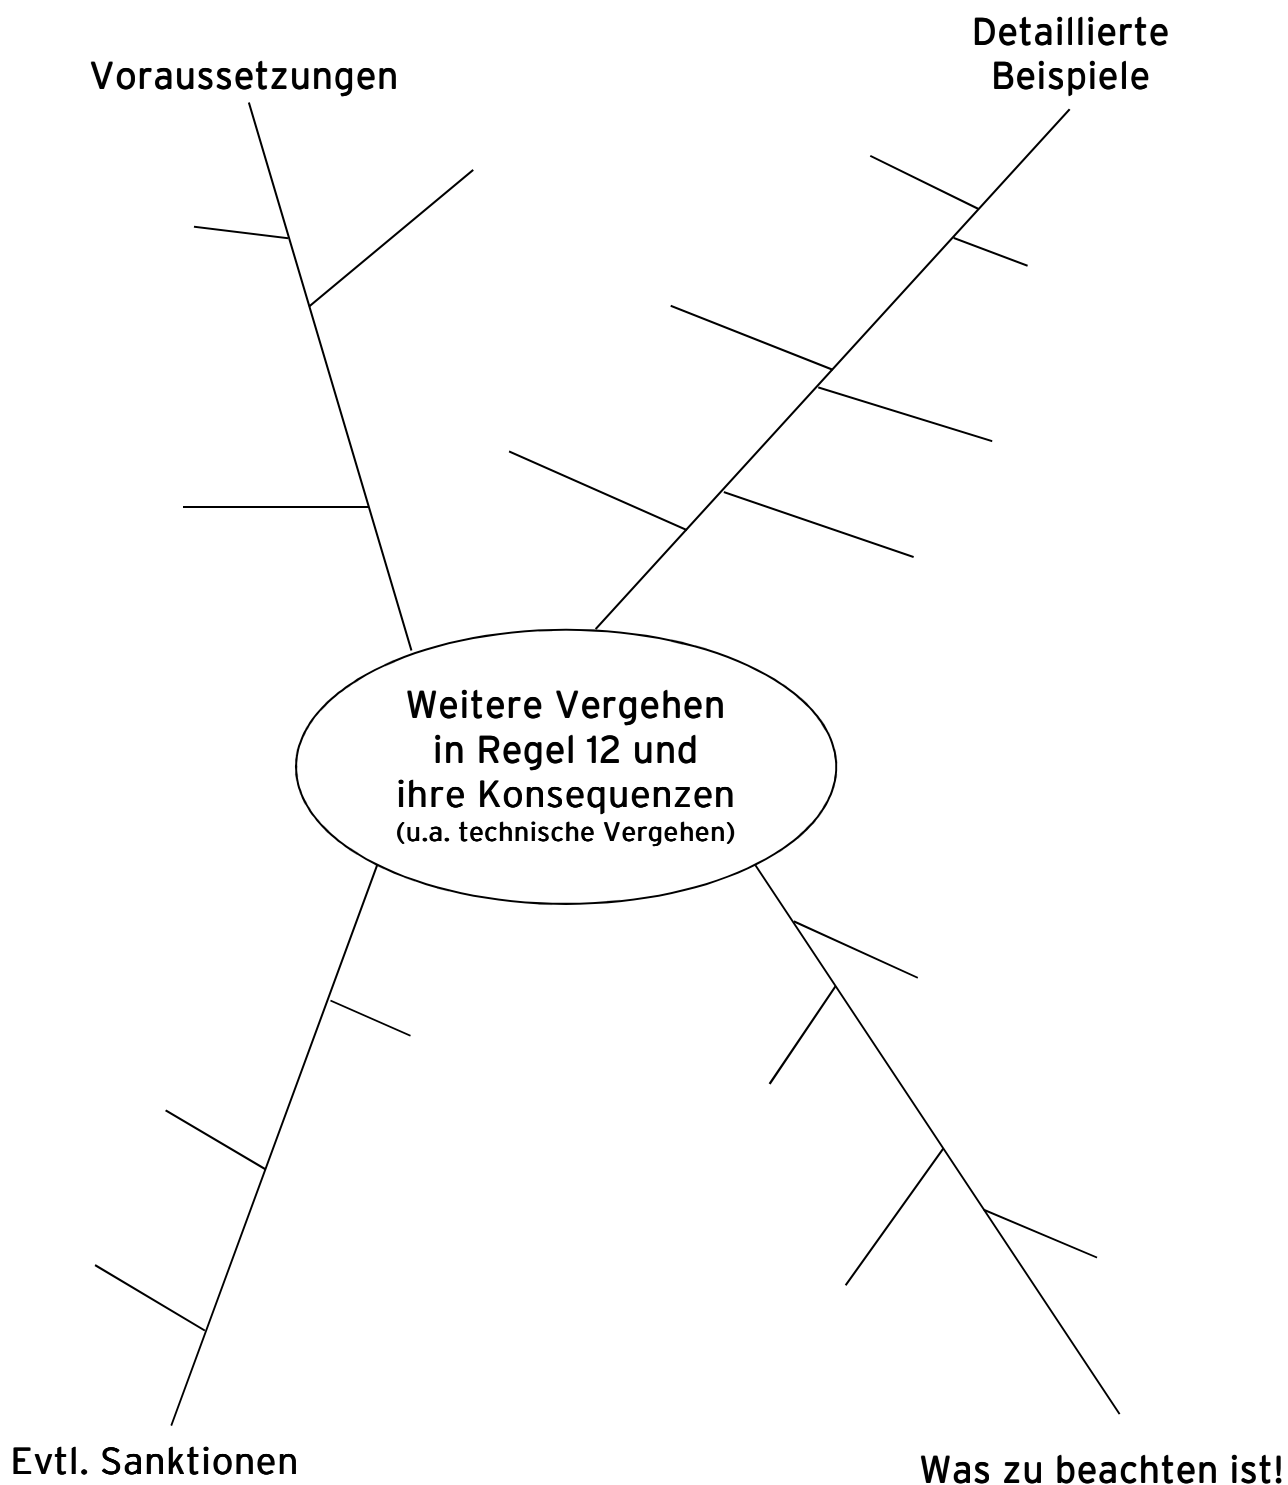 Detaillierte
Beispiele
Voraussetzungen
Weitere Vergehen
in Regel 12 und
ihre Konsequenzen
(u.a. technische Vergehen)
Evtl. Sanktionen
Was zu beachten ist!